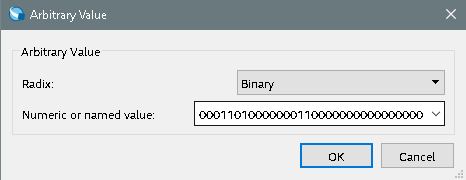 Arbitrary Value
Arbitrary Value
Radix:
Binary
Numeric or named value:
00011010000000110000000000000000
OK
Cancel